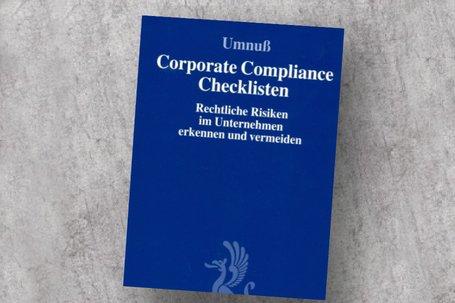 Umnuß
Corporate Compliance
Checklisten
Rechtliche Risiken
im Unternehmen
erkennen und vermeiden